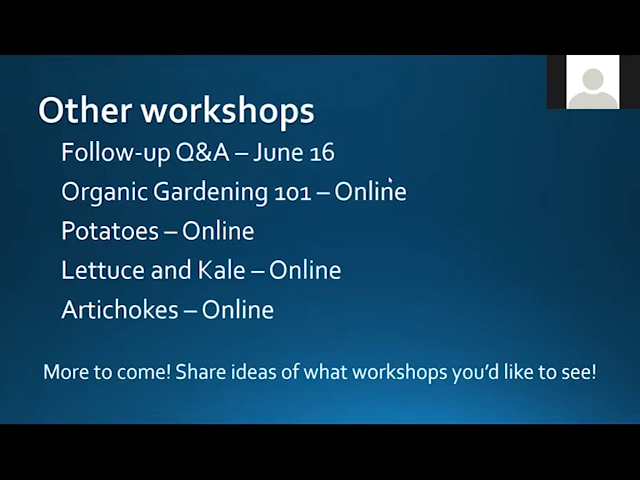 Other workshops
Follow-up Q&A – June 16
Organic Gardening 101 – Online
Potatoes – Online
Lettuce and Kale – Online
Artichokes – Online
More to come! Share ideas of what workshops you'd like to see!